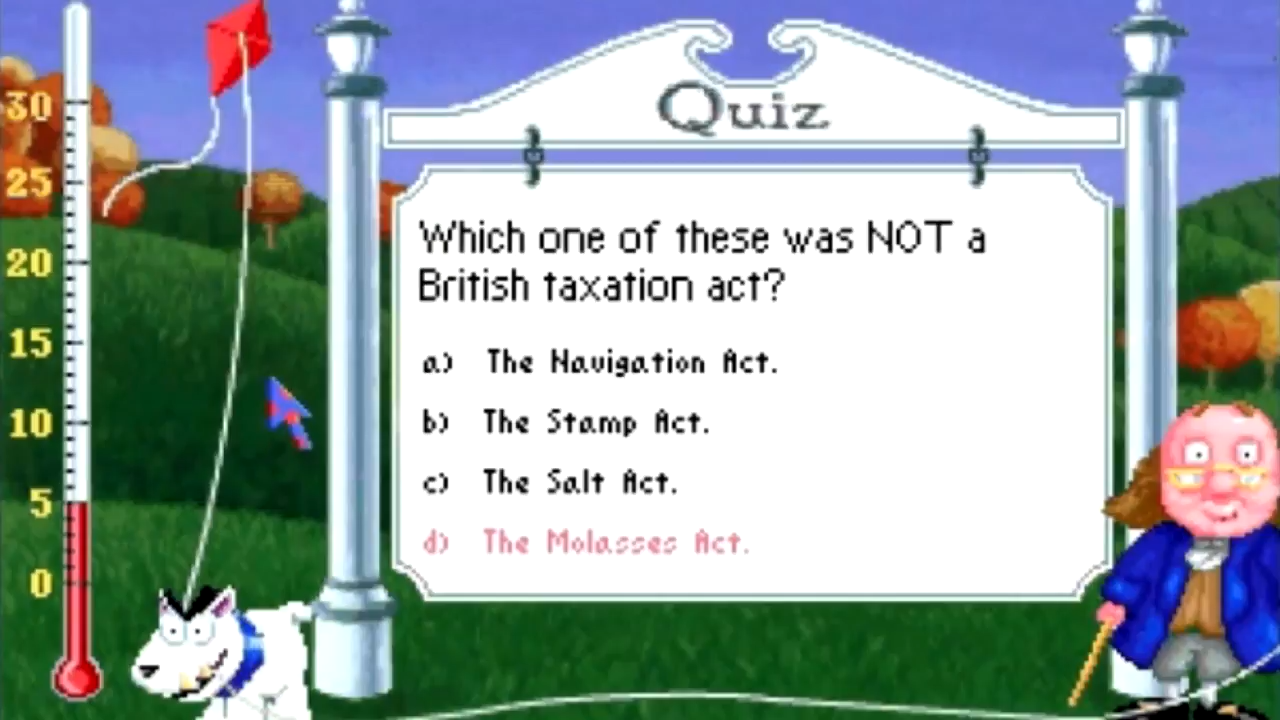 Quiz
30
25
20
15
10
5
0
Which one of these was NOT a
British taxation act?
a) The Navigation Act.
b) The Stamp Act.
c) The Salt Act.
d) The Molasses Act.